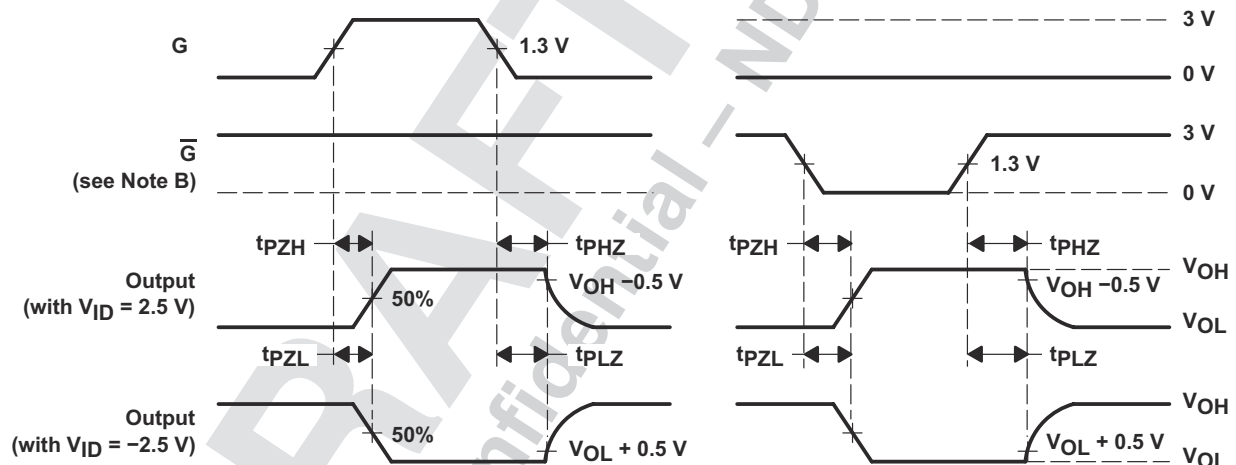 G
1.3 V
3 V
0 V
G
(see Note B)
1.3 V
3 V
0 V
tPZH
tPHZ
tPZH
tPHZ
Output
(with VID = 2.5 V)
50%
VOH −0.5 V
VOH −0.5 V
VOH
VOL
tPZL
tPLZ
tPZL
tPLZ
Output
(with VID = −2.5 V)
50%
VOL + 0.5 V
VOL + 0.5 V
VOH
VOL